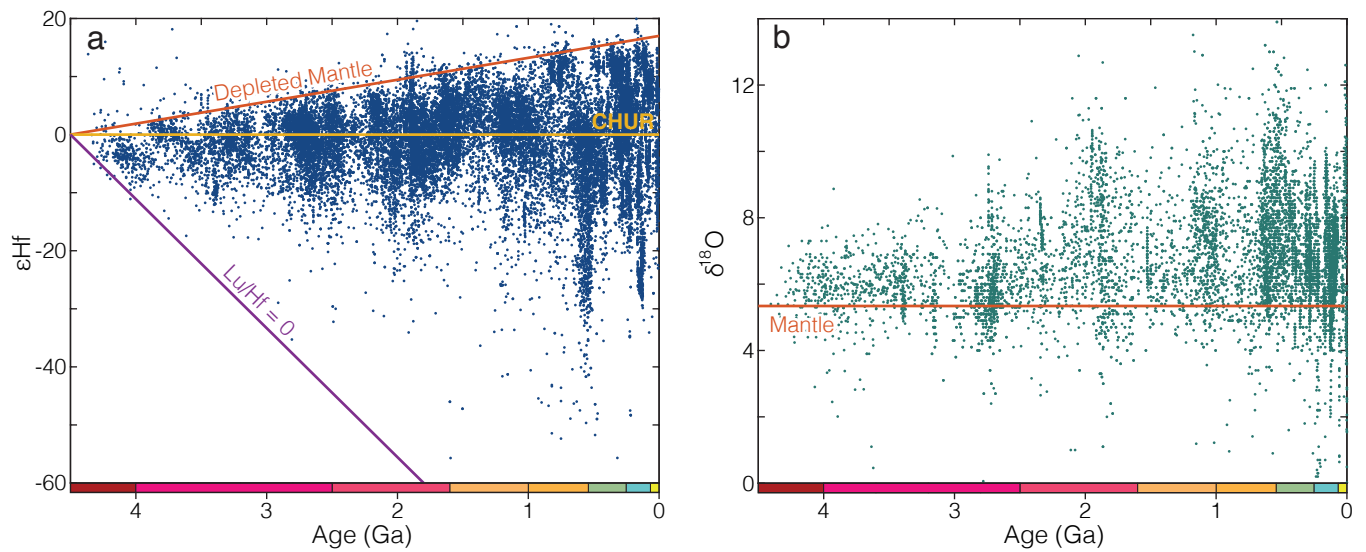 a
20
0
-20
-40
-60
εHf
Depleted Mantle
CHUR
Lu/Hf = 0
4
3
2
1
0
Age (Ga)
b
12
8
4
0
δ¹⁸O
Mantle
4
3
2
1
0
Age (Ga)